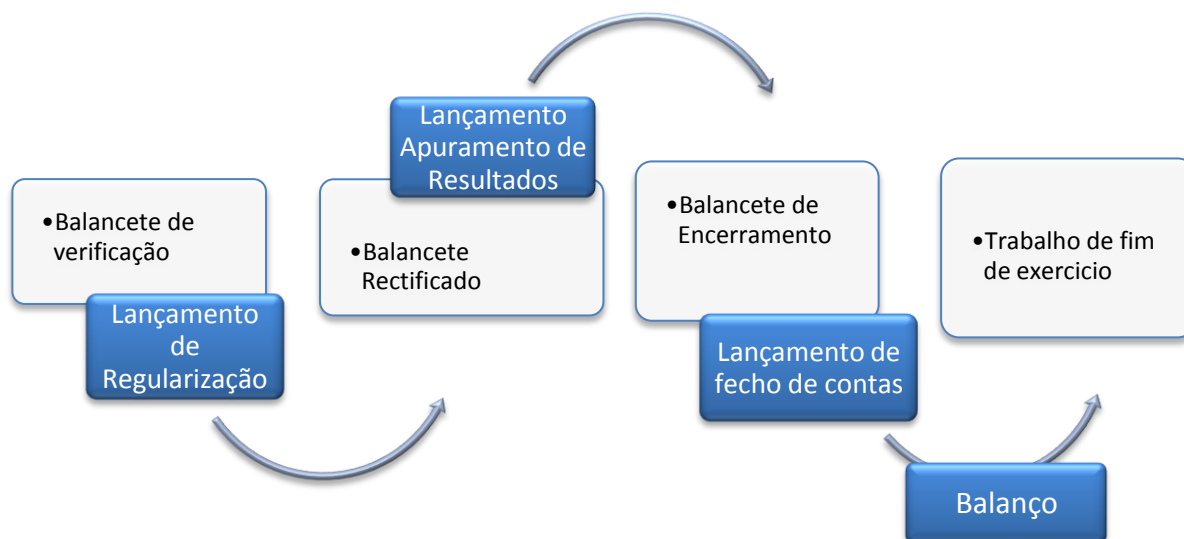 •Balancete de
verificação
Lançamento
de
Regularização
•Balancete
Rectificado
Lançamento
Apuramento de
Resultados
•Balancete de
Encerramento
Lançamento de
fecho de contas
Balanço
•Trabalho de fim
de exercicio